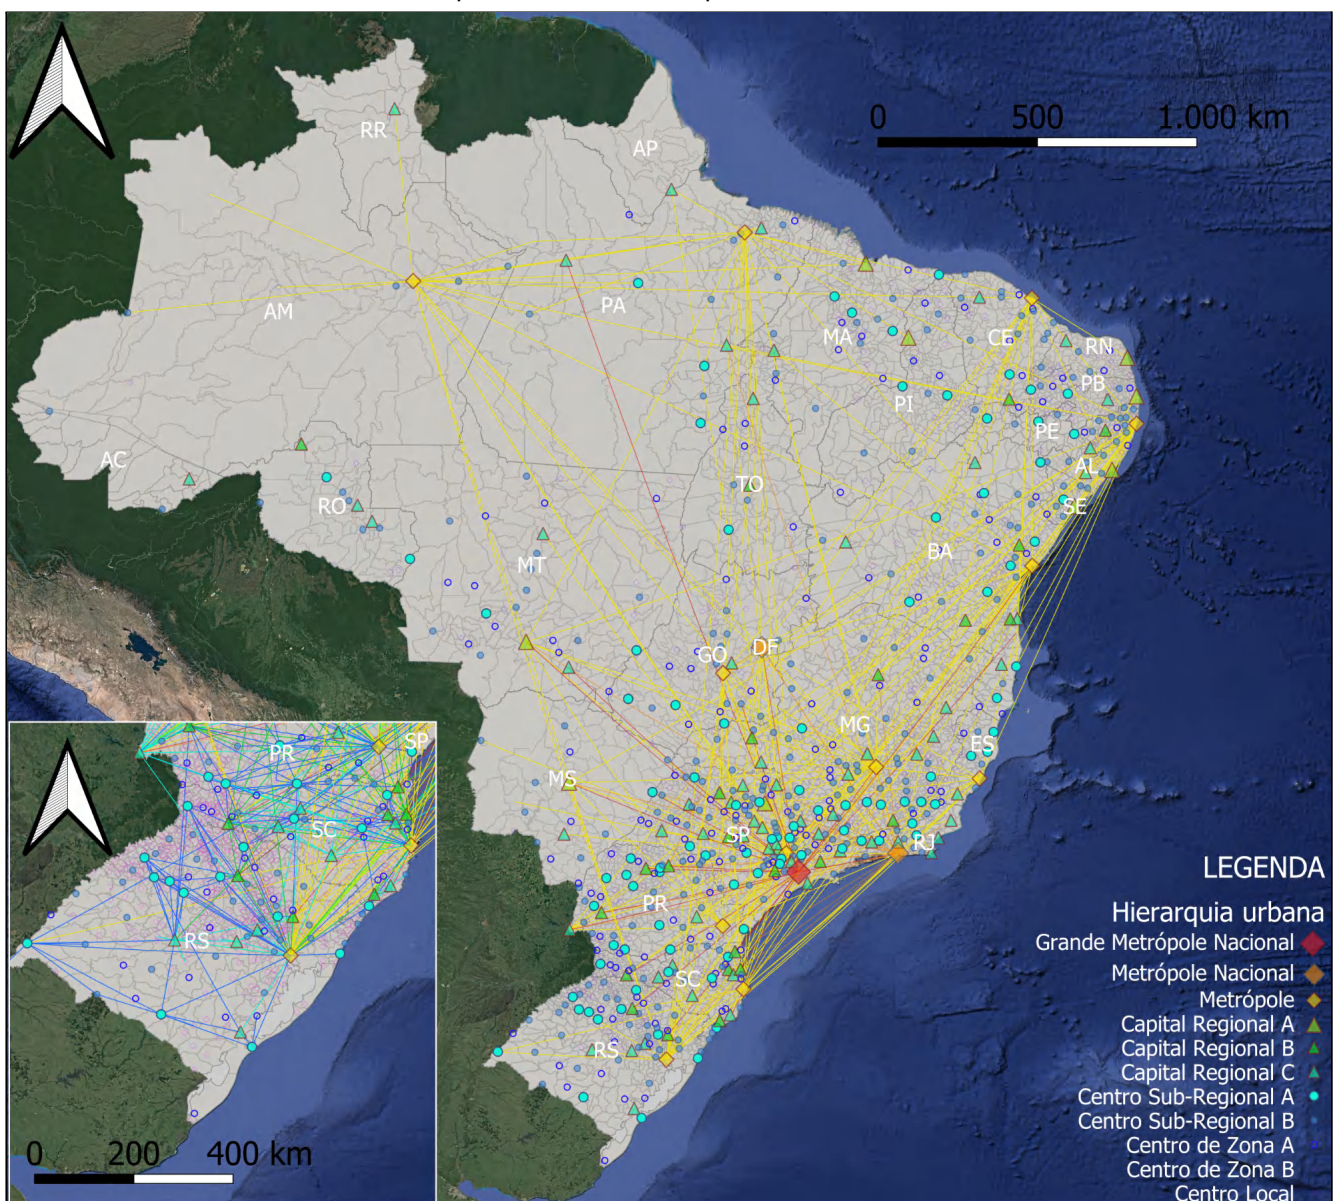 0 500 1.000 km
RR
AP
AM
PA
MA
CE
RN
PB
PI
PE
AC
AL
TO
SE
RO
BA
MT
GO
DF
MG
ES
MS
SP
RJ
PR
SC
RS
PR
SP
SC
RS
0 200 400 km
LEGENDA
Hierarquia urbana
Grande Metrópole Nacional
Metrópole Nacional
Metrópole
Capital Regional A
Capital Regional B
Capital Regional C
Centro Sub-Regional A
Centro Sub-Regional B
Centro de Zona A
Centro de Zona B
Centro Local